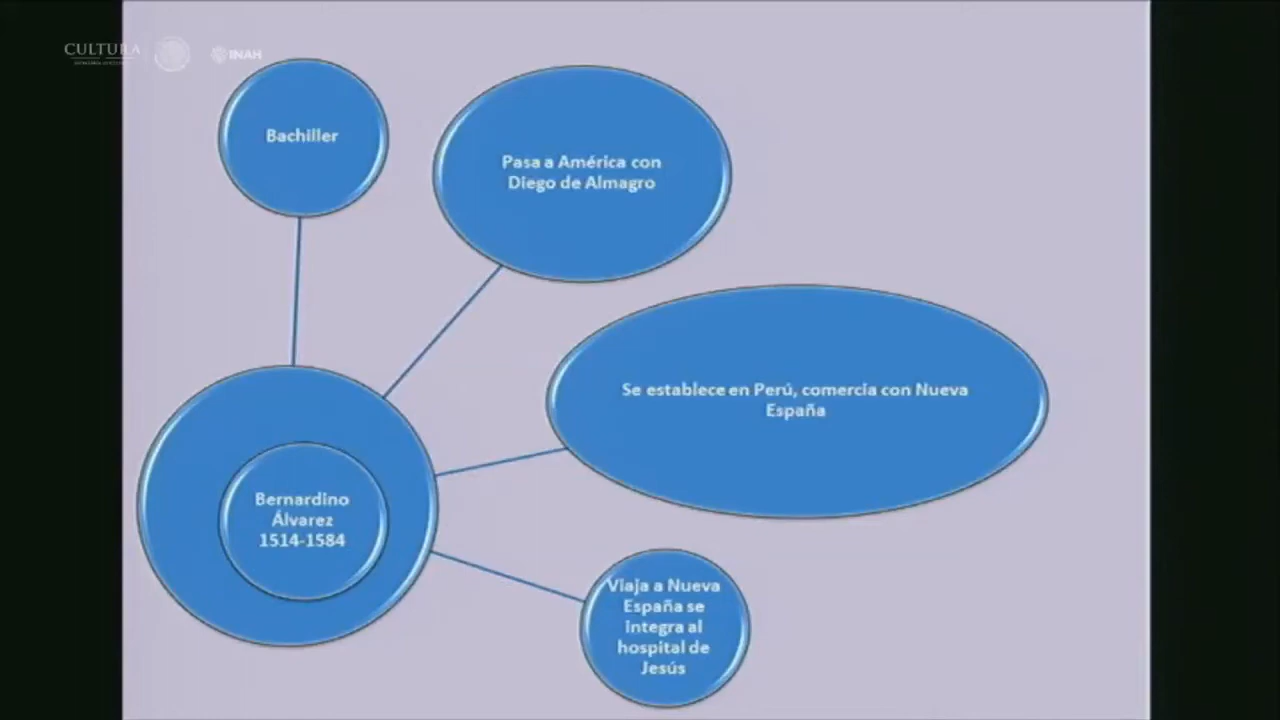 CULTURA
INAH
Bachiller
Pasa a América con
Diego de Almagro
Se establece en Perú, comercia con Nueva
España
Bernardino
Álvarez
1514-1584
Viaja a Nueva
España se
integra al
hospital de
Jesús